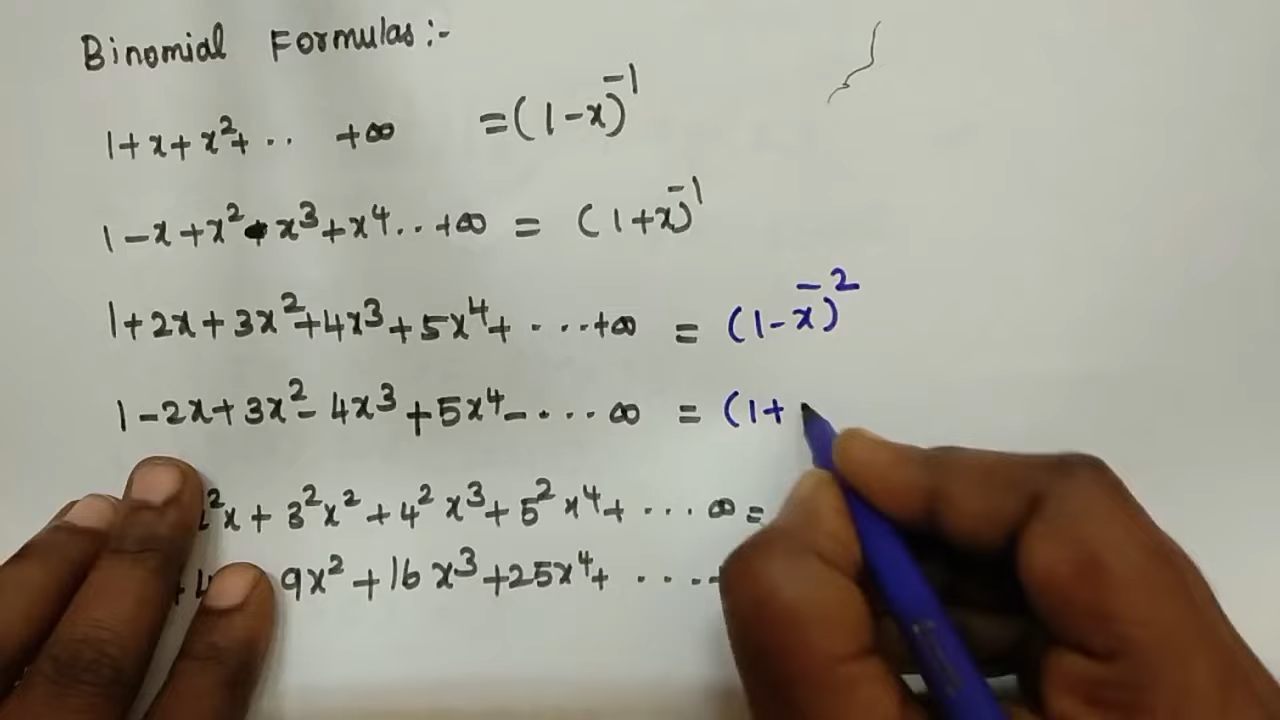 Binomial Formulas:-
1+x+x²+.. +∞ =(1-x)⁻¹
1-x+x²-x³+x⁴..+∞ = (1+x)⁻¹
1+2x+3x²+4x³+5x⁴+....+∞ = (1-x)⁻²
1-2x+3x²-4x³+5x⁴-....∞ = (1+
²x+3²x²+4²x³+5²x⁴+....∞=
9x²+16x³+25x⁴+....